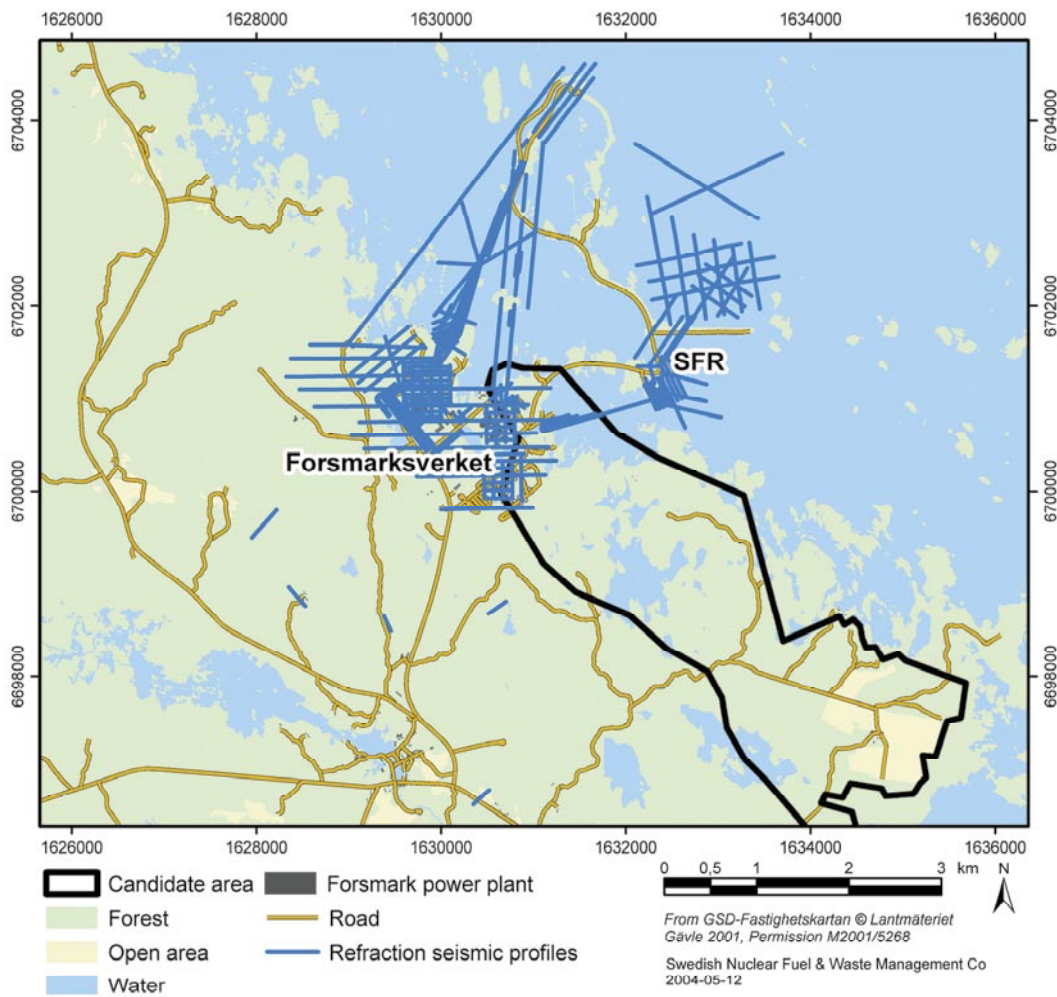 1626000 1628000 1630000 1632000 1634000 1636000
6704000 6704000
6702000 6702000
SFR
Forsmarksverket
6700000 6700000
6698000 6698000
1626000 1628000 1630000 1632000 1634000 1636000
Candidate area Forsmark power plant
Forest Road
Open area Refraction seismic profiles
Water
0 0,5 1 2 3 km N
From GSD-Fastighetskartan © Lantmäteriet
Gävle 2001, Permission M2001/5268
Swedish Nuclear Fuel & Waste Management Co
2004-05-12